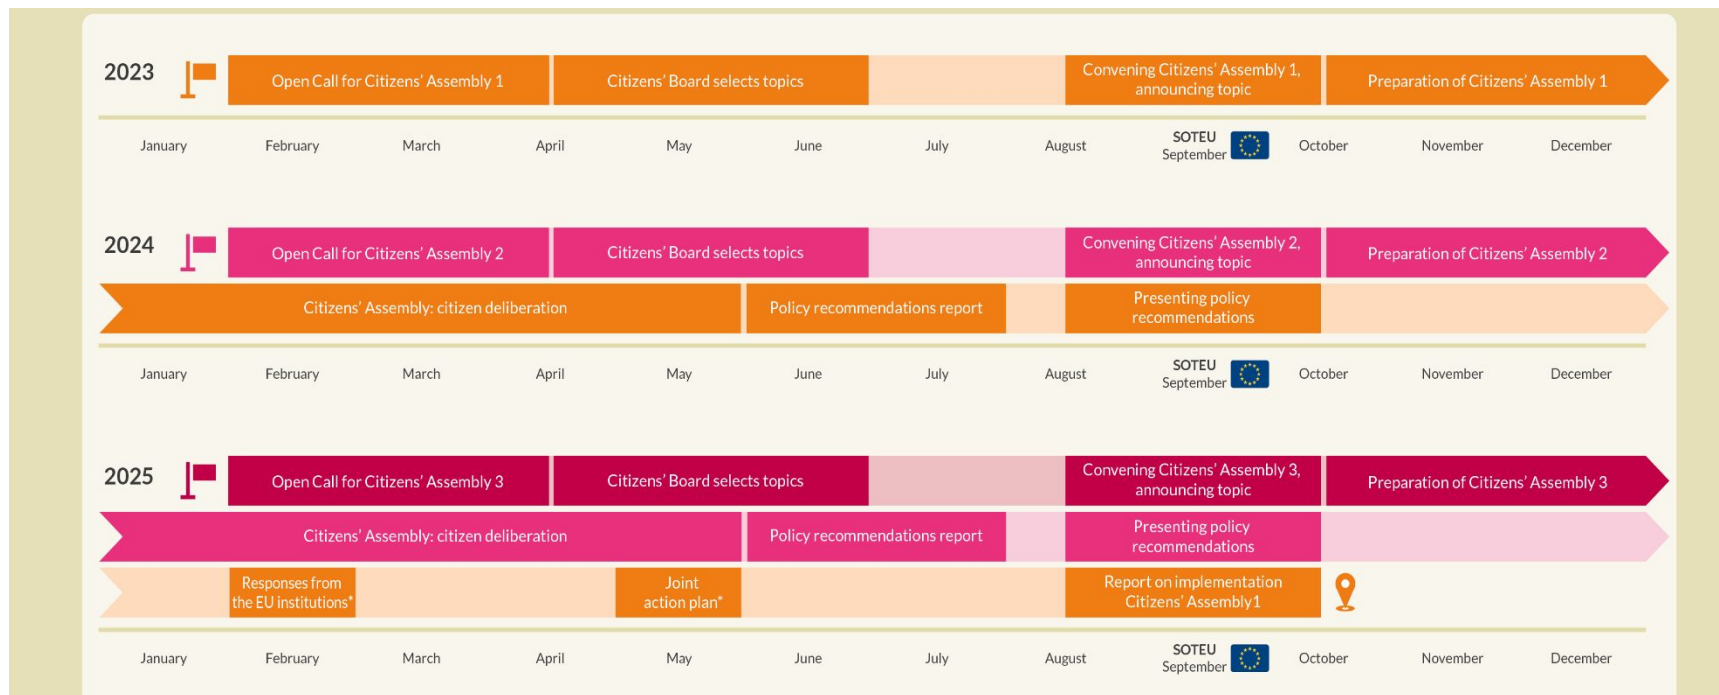 2023
Open Call for Citizens’ Assembly 1
Citizens’ Board selects topics
Convening Citizens’ Assembly 1,
announcing topic
Preparation of Citizens’ Assembly 1
January
February
March
April
May
June
July
August
SOTEU
September
October
November
December
2024
Open Call for Citizens’ Assembly 2
Citizens’ Board selects topics
Convening Citizens’ Assembly 2,
announcing topic
Preparation of Citizens’ Assembly 2
Citizens’ Assembly: citizen deliberation
Policy recommendations report
Presenting policy
recommendations
January
February
March
April
May
June
July
August
SOTEU
September
October
November
December
2025
Open Call for Citizens’ Assembly 3
Citizens’ Board selects topics
Convening Citizens’ Assembly 3,
announcing topic
Preparation of Citizens’ Assembly 3
Citizens’ Assembly: citizen deliberation
Policy recommendations report
Presenting policy
recommendations
Responses from
the EU institutions*
Joint
action plan*
Report on implementation
Citizens’ Assembly1
January
February
March
April
May
June
July
August
SOTEU
September
October
November
December